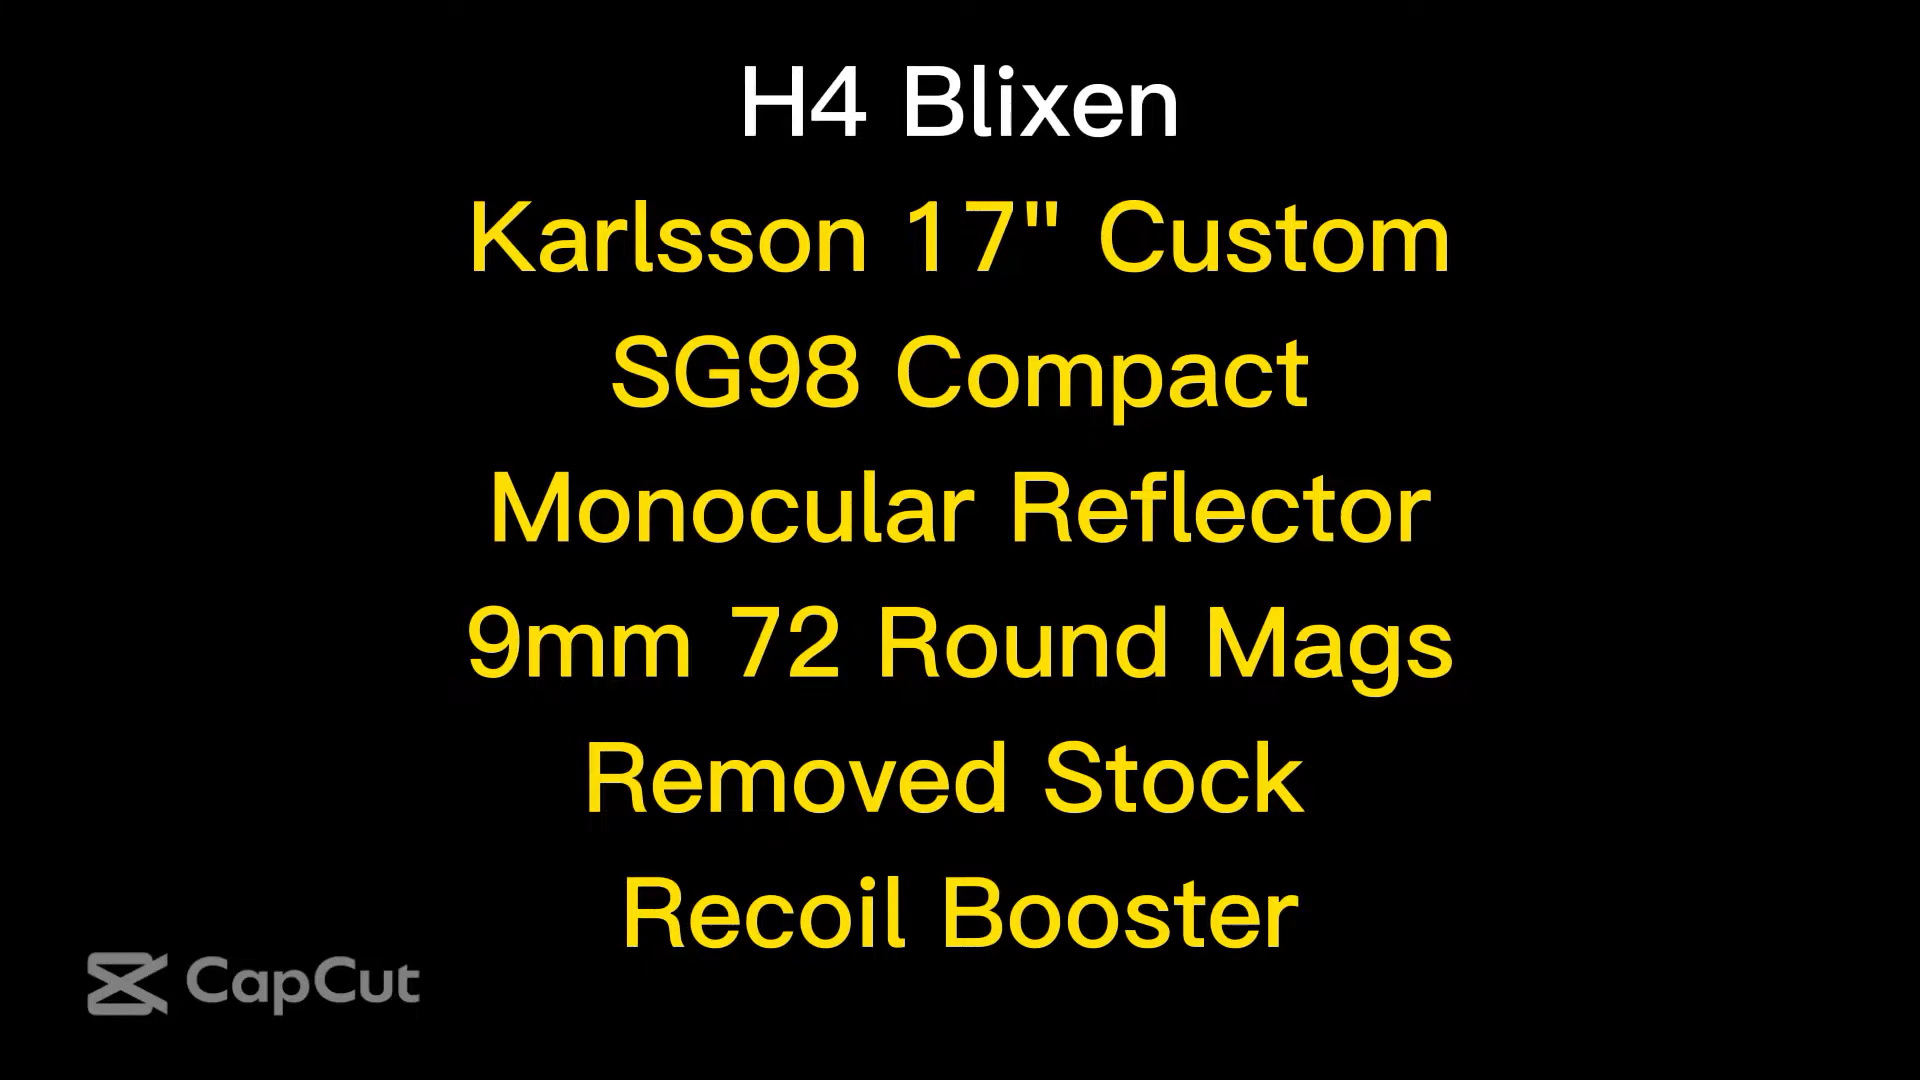 H4 Blixen
Karlsson 17" Custom
SG98 Compact
Monocular Reflector
9mm 72 Round Mags
Removed Stock
Recoil Booster
CapCut